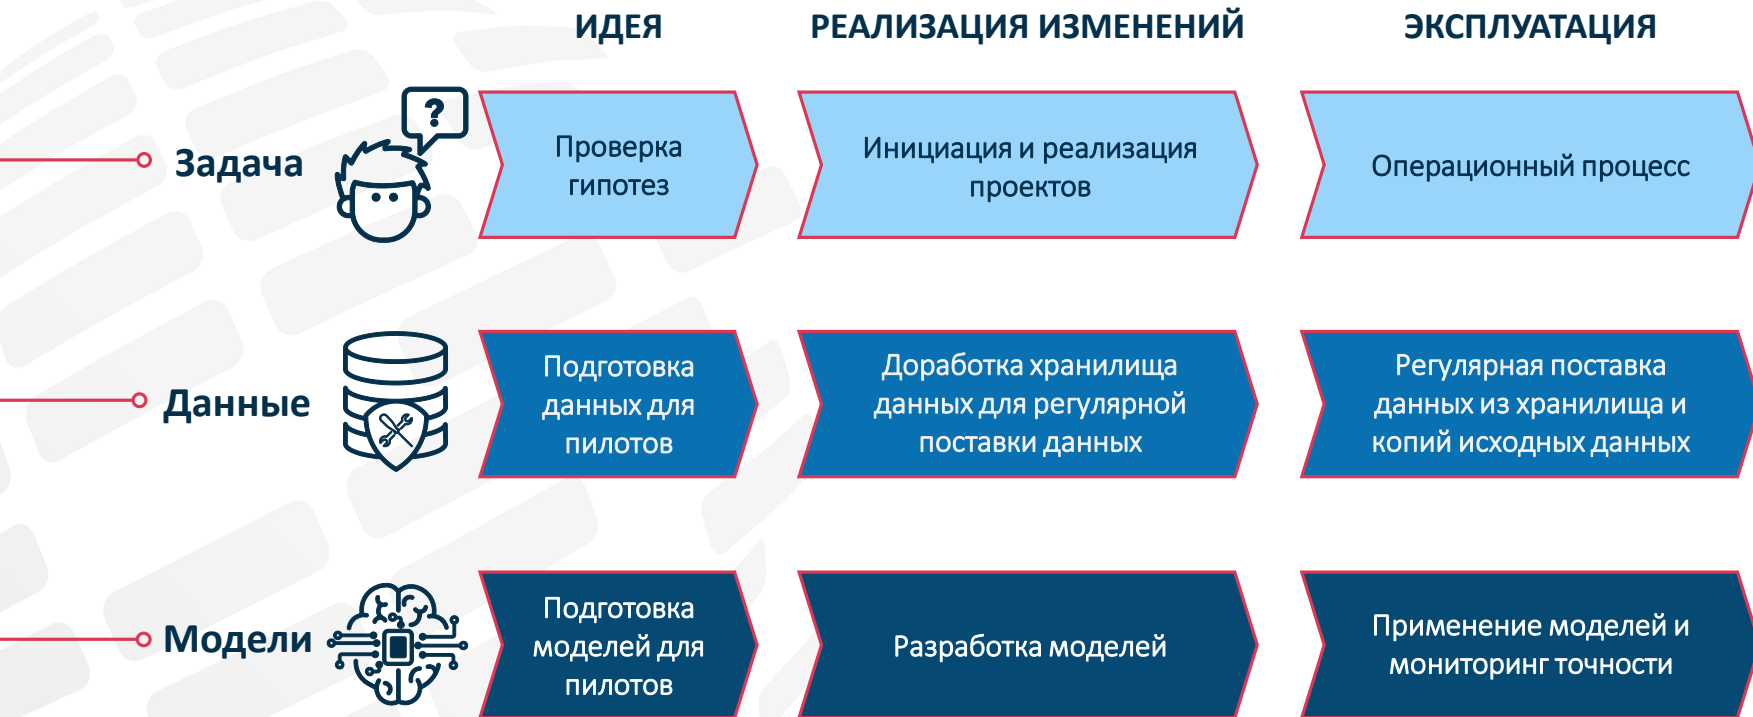 ИДЕЯ
РЕАЛИЗАЦИЯ ИЗМЕНЕНИЙ
ЭКСПЛУАТАЦИЯ
Задача
?
Проверка
гипотез
Инициация и реализация
проектов
Операционный процесс
Данные
Подготовка
данных для
пилотов
Доработка хранилища
данных для регулярной
поставки данных
Регулярная поставка
данных из хранилища и
копий исходных данных
Модели
Подготовка
моделей для
пилотов
Разработка моделей
Применение моделей и
мониторинг точности